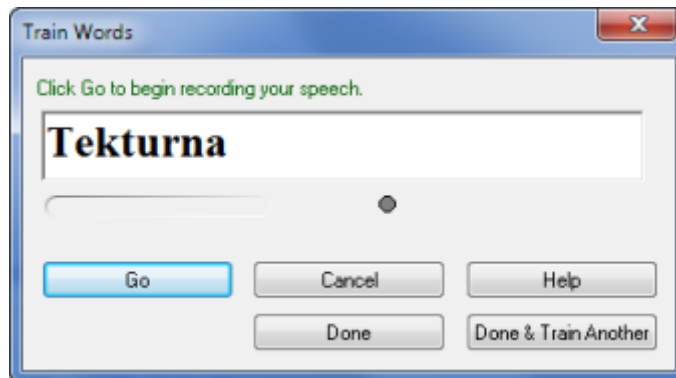 Train Words
Click Go to begin recording your speech.
Tekturna
Go Cancel Help
Done Done & Train Another